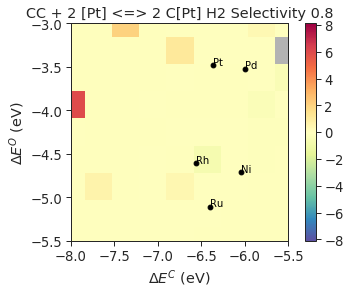 CC + 2 [Pt] <=> 2 C[Pt] H2 Selectivity 0.8
−3.0
−3.5
−4.0
−4.5
−5.0
−5.5
ΔE^O (eV)
Pt
Pd
Rh
Ni
Ru
−8.0 −7.5 −7.0 −6.5 −6.0 −5.5
ΔE^C (eV)
8
6
4
2
0
−2
−4
−6
−8